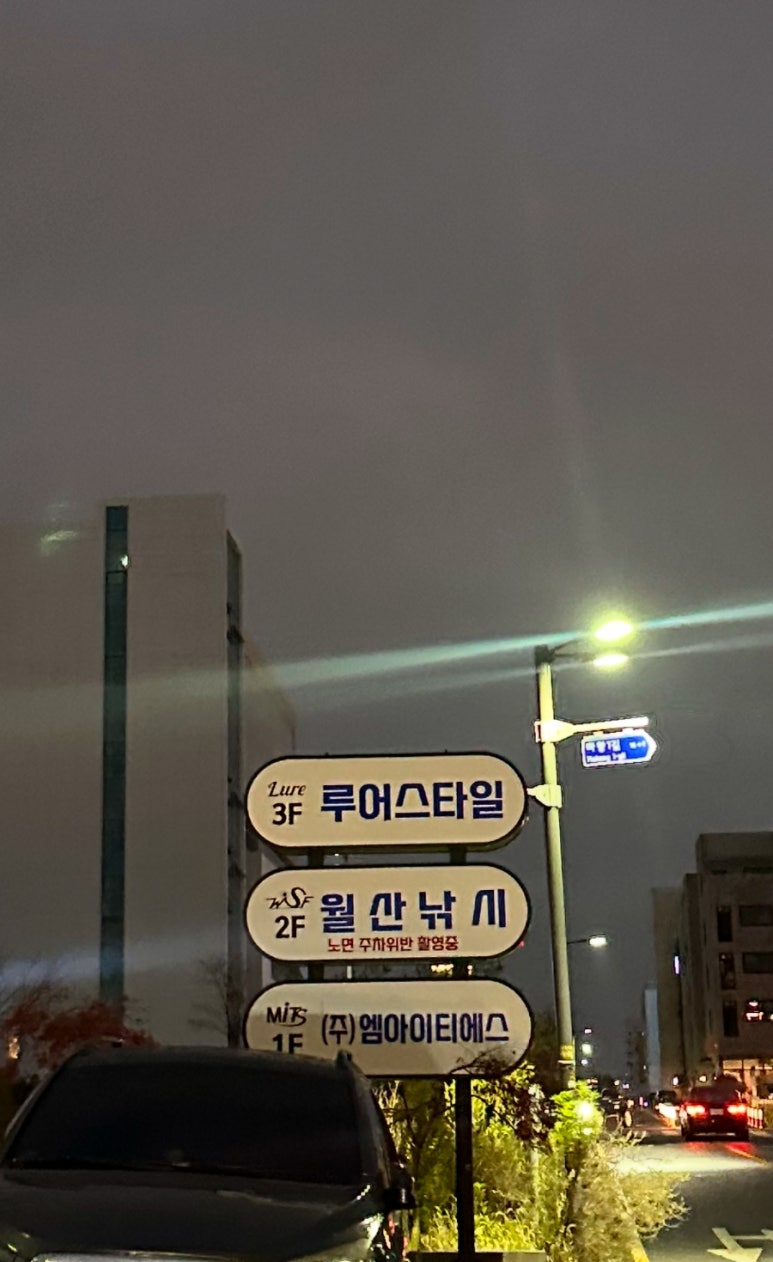 Lure
3F 루어스타일
WSF
2F 월산낚시
노면 주차위반 촬영중
MiTS
1F (주)엠아이티에스